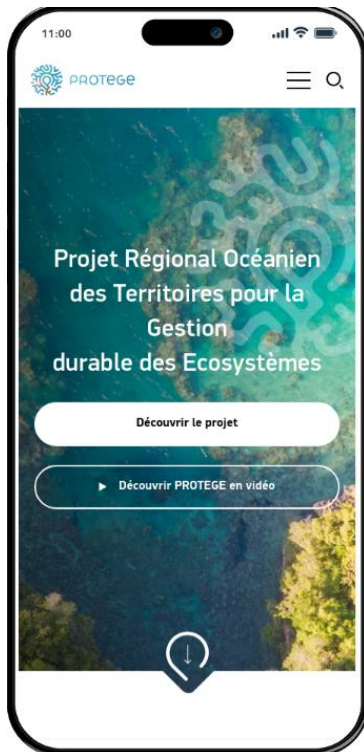 11:00
PROTEGE
Projet Régional Océanien
des Territoires pour la
Gestion
durable des Ecosystèmes
Découvrir le projet
Découvrir PROTEGE en vidéo